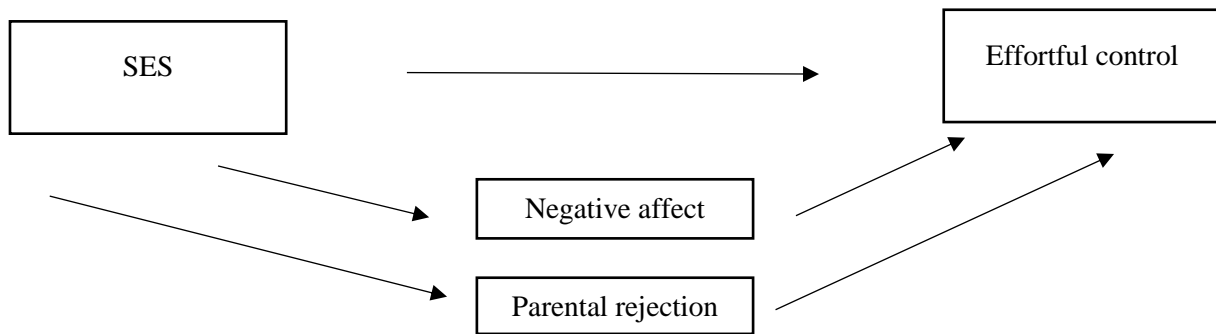 SES
Effortful control
Negative affect
Parental rejection